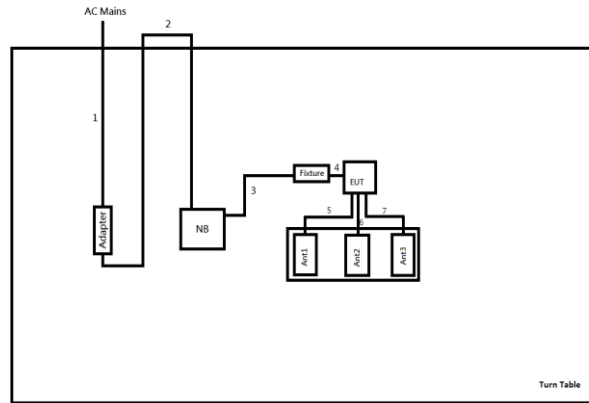 AC Mains
2
1
Fixture
4
EUT
3
5
6
7
Adapter
NB
Ant1
Ant2
Ant3
Turn Table